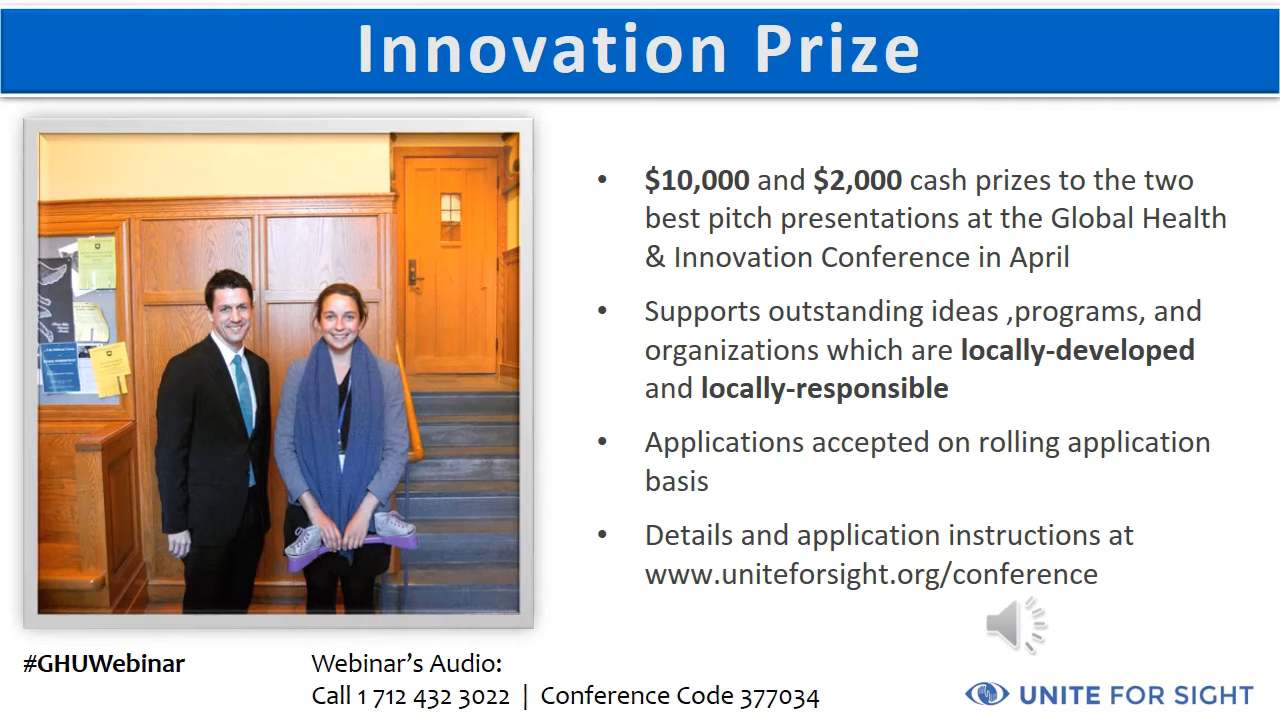 Innovation Prize
• $10,000 and $2,000 cash prizes to the two
best pitch presentations at the Global Health
& Innovation Conference in April
• Supports outstanding ideas ,programs, and
organizations which are locally-developed
and locally-responsible
• Applications accepted on rolling application
basis
• Details and application instructions at
www.uniteforsight.org/conference
#GHUWebinar
Webinar's Audio:
Call 1 712 432 3022 | Conference Code 377034
UNITE FOR SIGHT